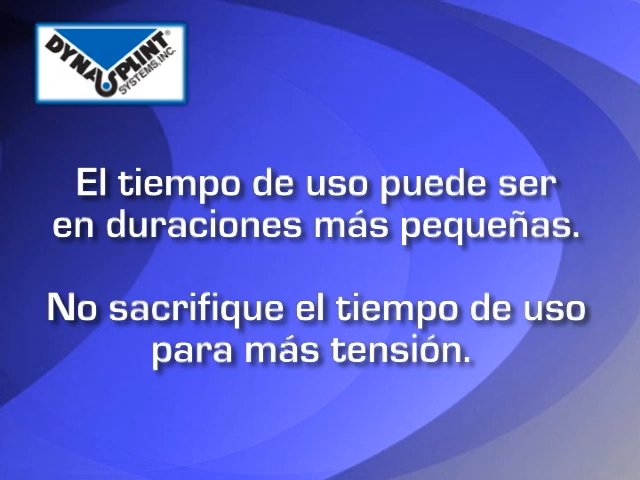 DYNASPLINT®
SYSTEMS, INC.
El tiempo de uso puede ser
en duraciones más pequeñas.
No sacrifique el tiempo de uso
para más tensión.